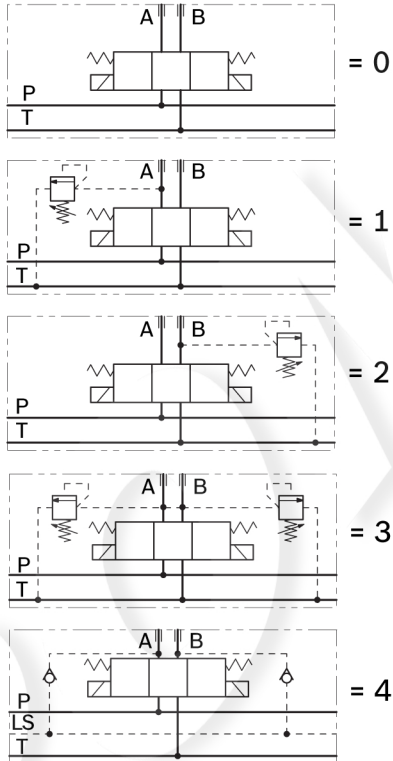 A B
= 0
P
T
A B
= 1
P
T
A B
= 2
P
T
A B
= 3
P
T
A B
= 4
P
LS
T